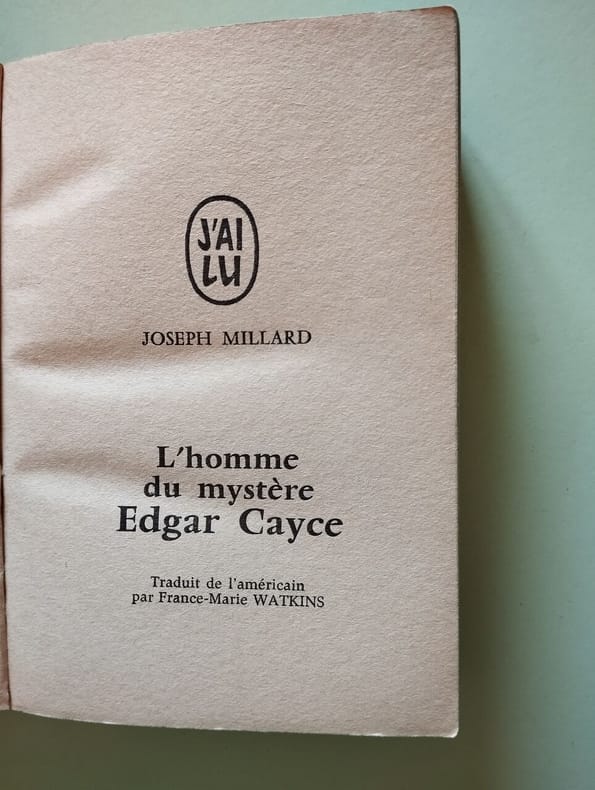 J'AI
LU
JOSEPH MILLARD
L'homme
du mystère
Edgar Cayce
Traduit de l'américain
par France-Marie WATKINS